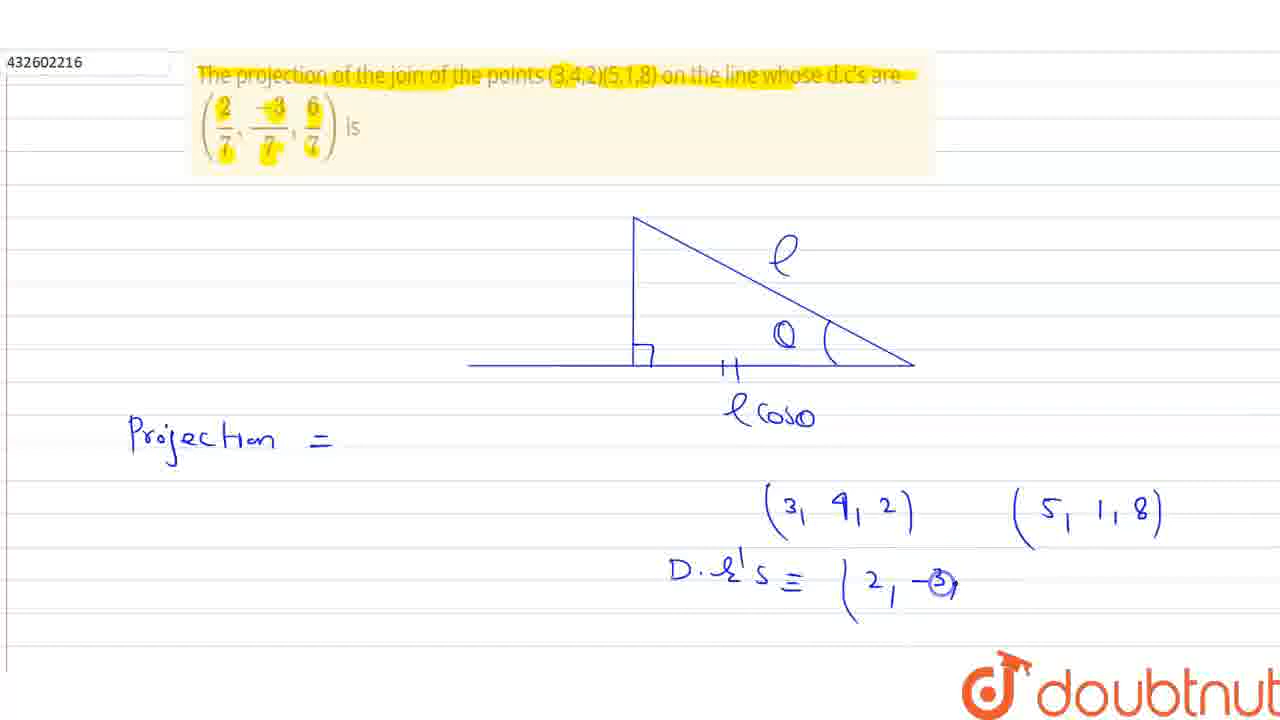 432602216
The projection of the join of the points (3,4,2)(5,1,8) on the line whose d.c's are
(2/7, -3/7, 6/7) is
l
θ
l cosθ
Projection =
(3, 4, 2) (5, 1, 8)
D.r's ≡ (2, -3,
doubtnut